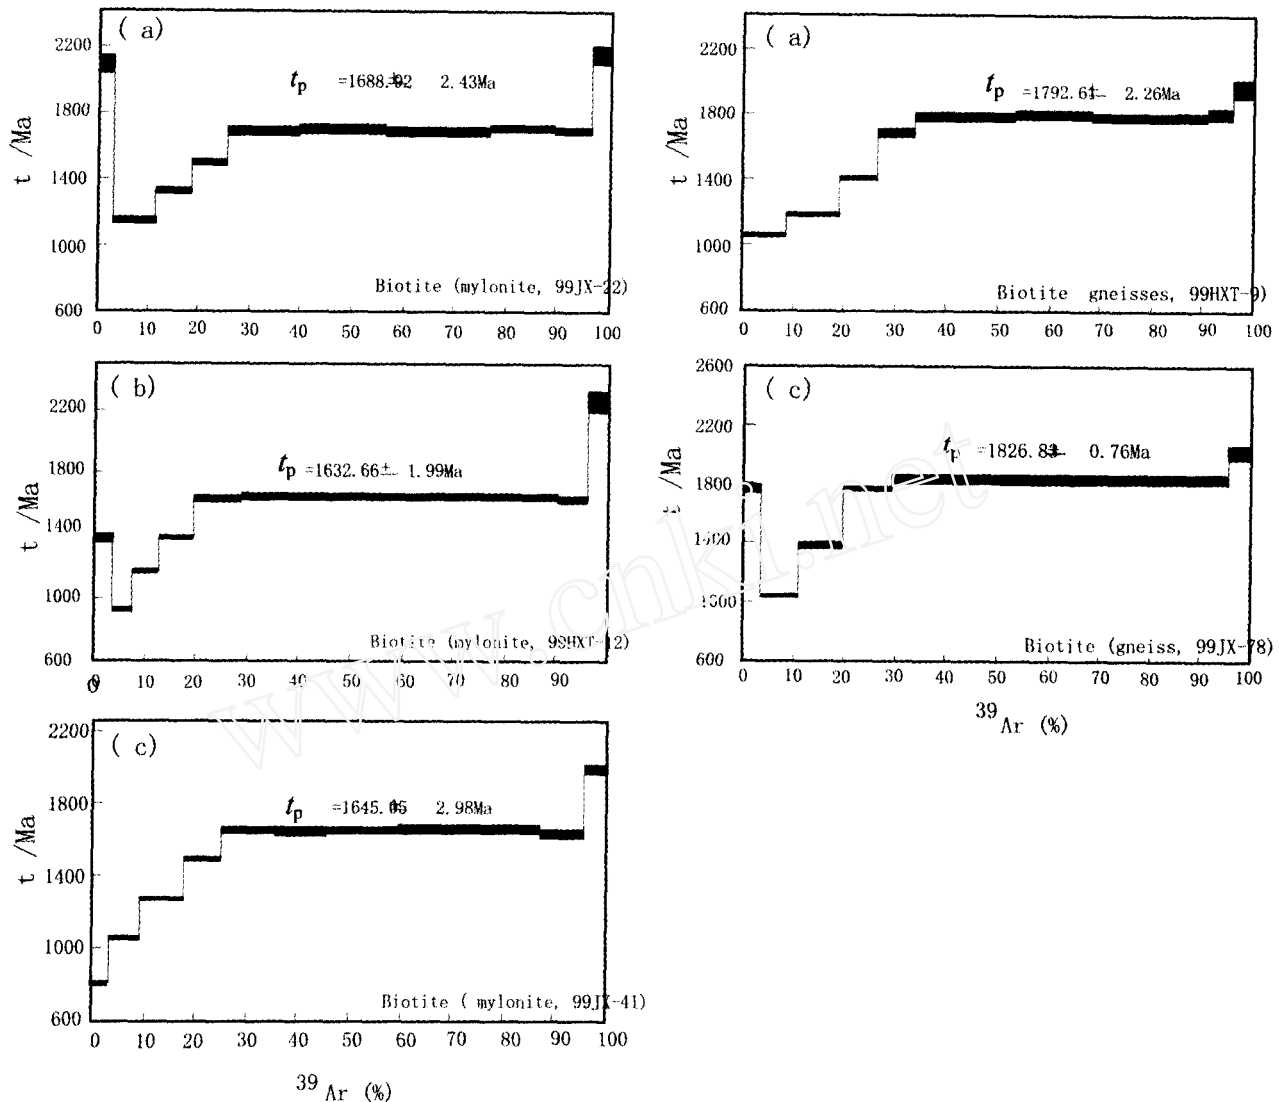 ( a)
2200
1800
1400
1000
600
t /Ma
tp =1688.92± 2.43Ma
Biotite (mylonite, 99JX-22)
0 10 20 30 40 50 60 70 80 90 100
( b)
2200
1800
1400
1000
600
t /Ma
tp =1632.66± 1.99Ma
Biotite (mylonite, 99HXT-12)
0 10 20 30 40 50 60 70 80 90
( c)
2200
1800
1400
1000
600
t /Ma
tp =1645.05± 2.98Ma
Biotite ( mylonite, 99JX-41)
0 10 20 30 40 50 60 70 80 90 100
39 Ar (%)
( a)
2200
1800
1400
1000
600
t /Ma
tp =1792.61± 2.26Ma
Biotite gneisses, 99HXT-9)
0 10 20 30 40 50 60 70 80 90 100
( c)
2600
2200
1800
1400
1000
600
t /Ma
tp =1826.83± 0.76Ma
Biotite (gneiss, 99JX-78)
0 10 20 30 40 50 60 70 80 90 100
39 Ar (%)
www.cnki.net